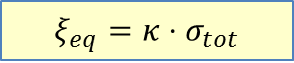 ξ_eq = κ · σ_tot